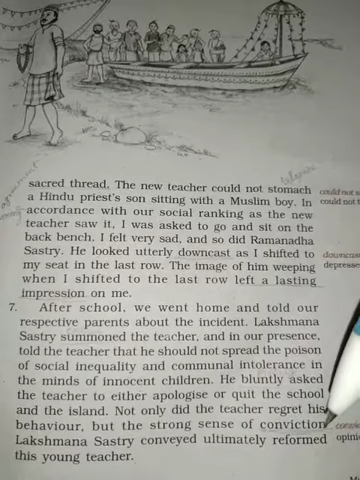 sacred thread. The new teacher could not stomach
a Hindu priest's son sitting with a Muslim boy. In
accordance with our social ranking as the new
teacher saw it, I was asked to go and sit on the
back bench. I felt very sad, and so did Ramanadha
Sastry. He looked utterly downcast as I shifted to
my seat in the last row. The image of him weeping
when I shifted to the last row left a lasting
impression on me.
7. After school, we went home and told our
respective parents about the incident. Lakshmana
Sastry summoned the teacher, and in our presence,
told the teacher that he should not spread the poison
of social inequality and communal intolerance in
the minds of innocent children. He bluntly asked
the teacher to either apologise or quit the school
and the island. Not only did the teacher regret his
behaviour, but the strong sense of conviction
Lakshmana Sastry conveyed ultimately reformed
this young teacher.
could not
could not
downcast
depresse
opini